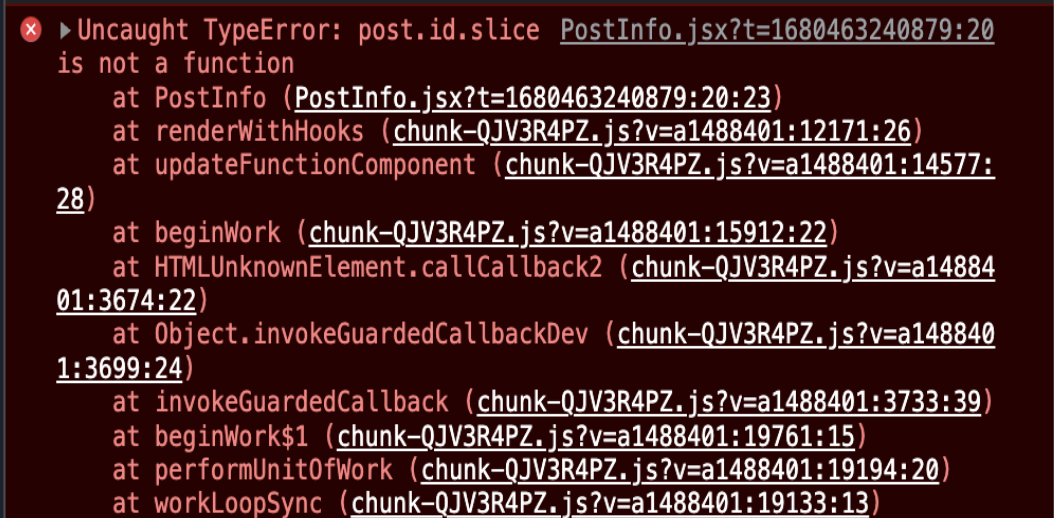 Uncaught TypeError: post.id.slice PostInfo.jsx?t=1680463240879:20
is not a function
at PostInfo (PostInfo.jsx?t=1680463240879:20:23)
at renderWithHooks (chunk-QJV3R4PZ.js?v=a1488401:12171:26)
at updateFunctionComponent (chunk-QJV3R4PZ.js?v=a1488401:14577:
28)
at beginWork (chunk-QJV3R4PZ.js?v=a1488401:15912:22)
at HTMLUnknownElement.callCallback2 (chunk-QJV3R4PZ.js?v=a14884
01:3674:22)
at Object.invokeGuardedCallbackDev (chunk-QJV3R4PZ.js?v=a148840
1:3699:24)
at invokeGuardedCallback (chunk-QJV3R4PZ.js?v=a1488401:3733:39)
at beginWork$1 (chunk-QJV3R4PZ.js?v=a1488401:19761:15)
at performUnitOfWork (chunk-QJV3R4PZ.js?v=a1488401:19194:20)
at workLoopSync (chunk-QJV3R4PZ.js?v=a1488401:19133:13)